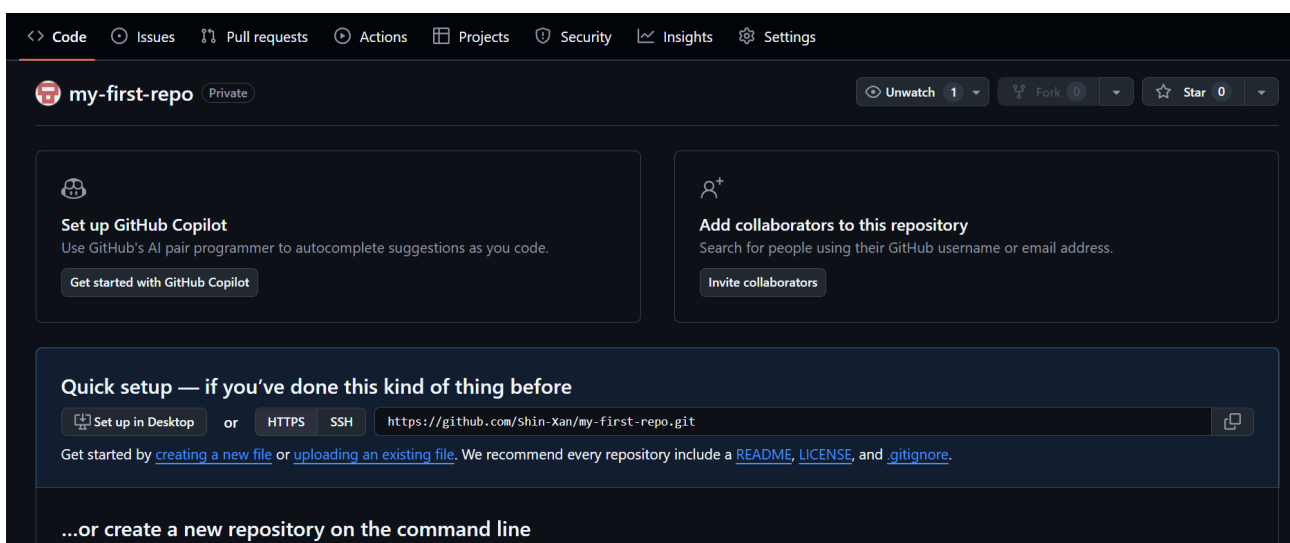 <> Code Issues Pull requests Actions Projects Security Insights Settings
my-first-repo Private Unwatch 1 Fork 0 Star 0
Set up GitHub Copilot
Use GitHub's AI pair programmer to autocomplete suggestions as you code.
Get started with GitHub Copilot
Add collaborators to this repository
Search for people using their GitHub username or email address.
Invite collaborators
Quick setup — if you’ve done this kind of thing before
Set up in Desktop or HTTPS SSH https://github.com/Shin-Xan/my-first-repo.git
Get started by creating a new file or uploading an existing file. We recommend every repository include a README, LICENSE, and .gitignore.
...or create a new repository on the command line